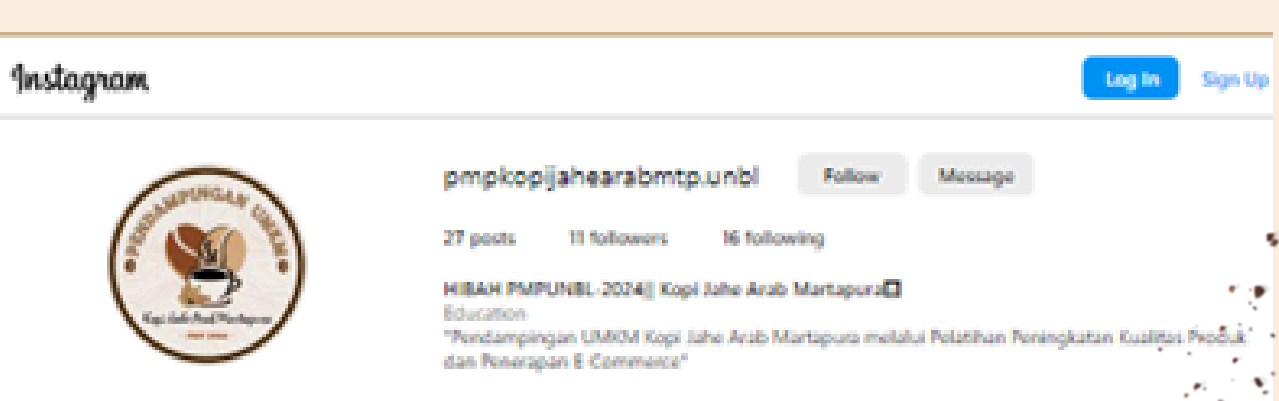 Instagram
Log In
Sign Up
pmpkopijahearabmtp.unbl
Follow
Message
27 posts
11 followers
16 following
HIBAH PMPUNBL-2024|| Kopi Jahe Arab Martapura
Education
"Pendampingan UMKM Kopi Jahe Arab Martapura melalui Pelatihan Peningkatan Kualitas Produk
dan Penerapan E-Commerce"
PENDAMPINGAN UMKM
Kopi Jahe Arab Martapura